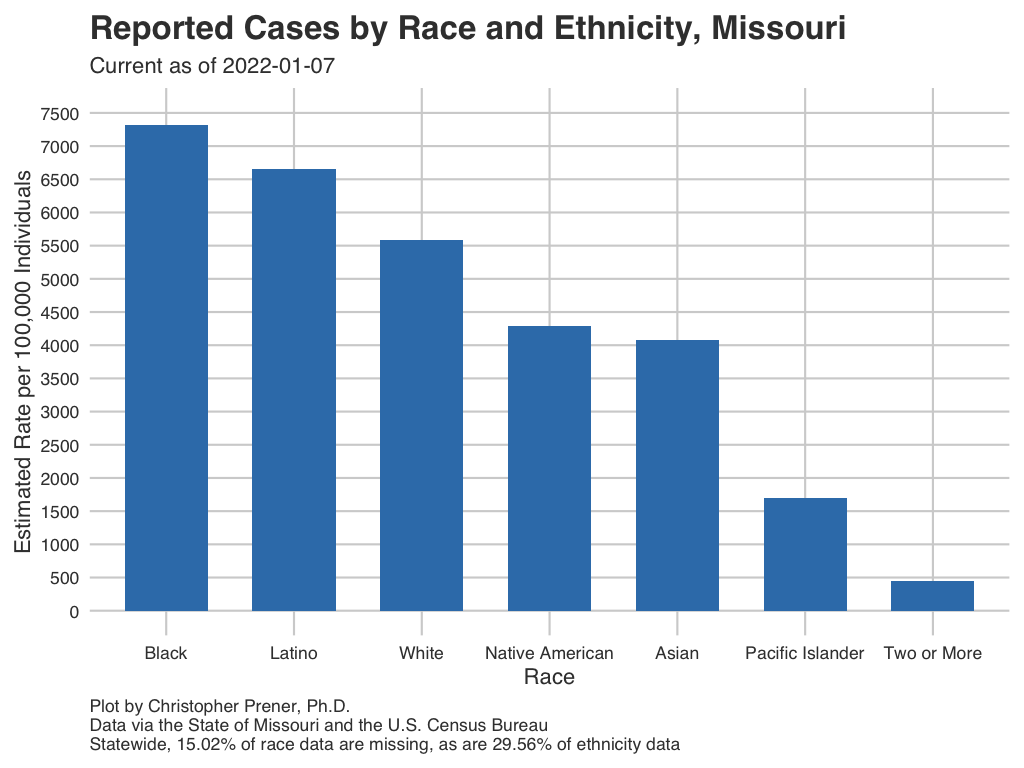 Reported Cases by Race and Ethnicity, Missouri
Current as of 2022-01-07
Estimated Rate per 100,000 Individuals
7500
7000
6500
6000
5500
5000
4500
4000
3500
3000
2500
2000
1500
1000
500
0
Black Latino White Native American Asian Pacific Islander Two or More
Race
Plot by Christopher Prener, Ph.D.
Data via the State of Missouri and the U.S. Census Bureau
Statewide, 15.02% of race data are missing, as are 29.56% of ethnicity data